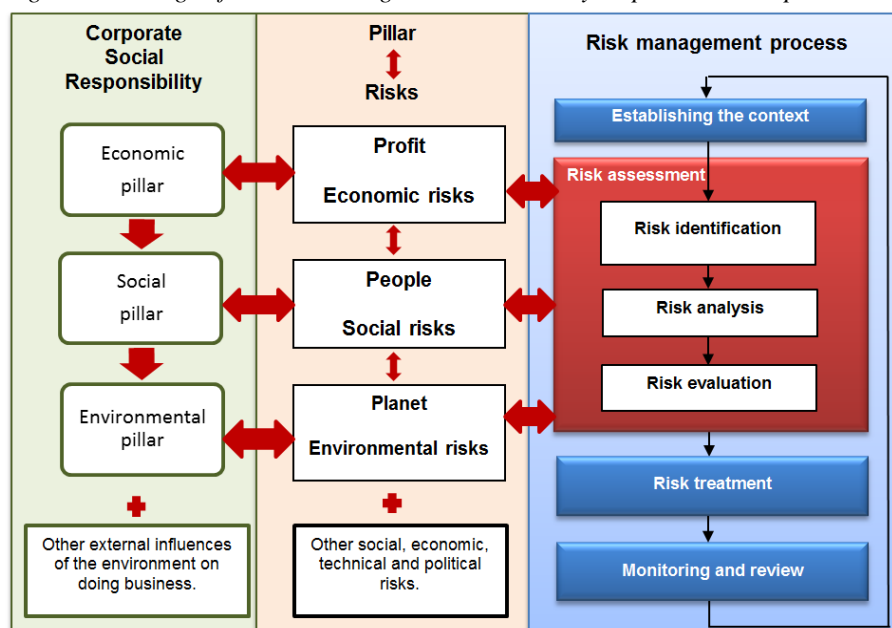 Corporate
Social
Responsibility
Economic
pillar
Social
pillar
Environmental
pillar
Other external influences
of the environment on
doing business.
Pillar
Risks
Profit
Economic risks
People
Social risks
Planet
Environmental risks
Other social, economic,
technical and political
risks.
Risk management process
Establishing the context
Risk assessment
Risk identification
Risk analysis
Risk evaluation
Risk treatment
Monitoring and review